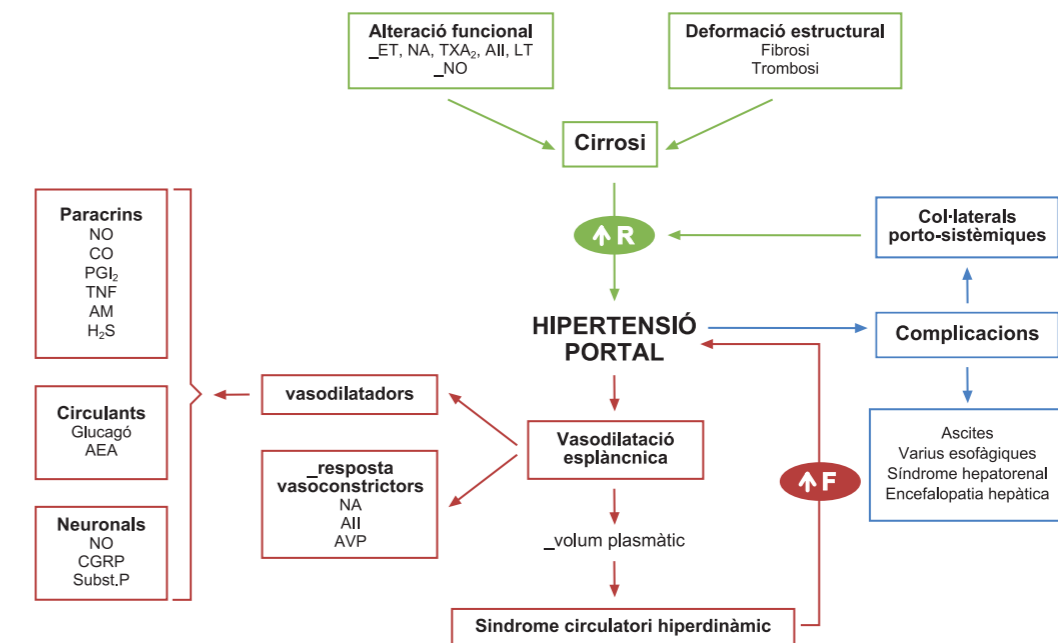 Alteració funcional
_ET, NA, TXA₂, AII, LT
_NO
Deformació estructural
Fibrosi
Trombosi
Cirrosi
↑R
HIPERTENSIÓ
PORTAL
Col·laterals
porto-sistèmiques
Complicacions
Ascites
Varius esofàgiques
Síndrome hepatorenal
Encefalopatia hepàtica
Vasodilatació
esplàncnica
vasodilatadors
_resposta
vasoconstrictors
NA
AII
AVP
Paracrins
NO
CO
PGI₂
TNF
AM
H₂S
Circulants
Glucagó
AEA
Neuronals
NO
CGRP
Subst.P
_volum plasmàtic
Sindrome circulatori hiperdinàmic
↑F